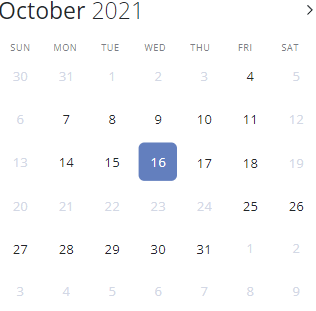 October 2021
SUN MON TUE WED THU FRI SAT
30 31 1 2 3 4 5
6 7 8 9 10 11 12
13 14 15 16 17 18 19
20 21 22 23 24 25 26
27 28 29 30 31 1 2
3 4 5 6 7 8 9